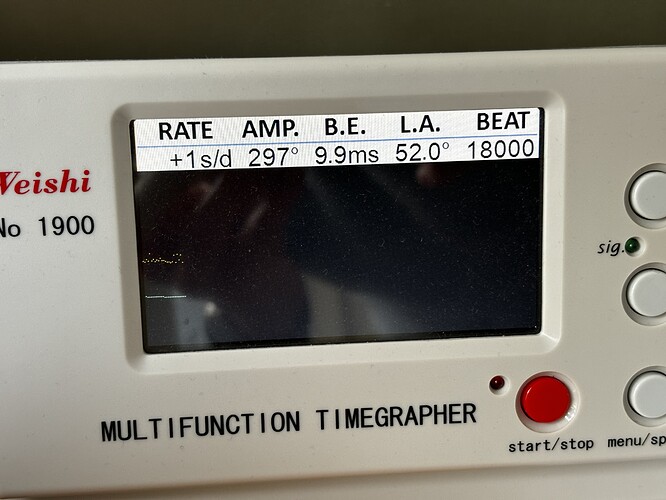 RATE AMP. B.E. L.A. BEAT
+1s/d 297° 9.9ms 52.0° 18000
Weishi
No 1900
sig.
MULTIFUNCTION TIMEGRAPHER
start/stop menu/sp